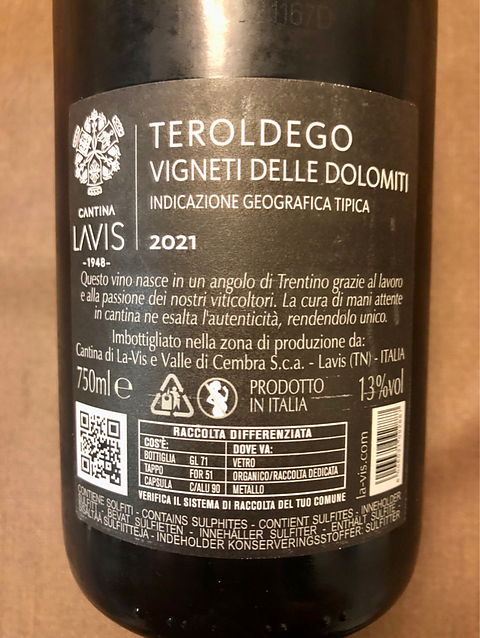 1167D
TEROLDEGO
VIGNETI DELLE DOLOMITI
INDICAZIONE GEOGRAFICA TIPICA
2021
CANTINA
LAVIS
-1948-
Questo vino nasce in un angolo di Trentino grazie al lavoro
e alla passione dei nostri viticoltori. La cura di mani attente
in cantina ne esalta l'autenticità, rendendolo unico.
Imbottigliato nella zona di produzione da:
Cantina di La-Vis e Valle di Cembra S.c.a. - Lavis (TN) - ITALIA
750ml e
PRODOTTO
IN ITALIA
13%vol
RACCOLTA DIFFERENZIATA
COS'È: DOVE VA:
BOTTIGLIA GL 71 VETRO
TAPPO FOR 51 ORGANICO/RACCOLTA DEDICATA
CAPSULA C/ALU 90 METALLO
VERIFICA IL SISTEMA DI RACCOLTA DEL TUO COMUNE
la-vis.com
CONTIENE SOLFITI - CONTAINS SULPHITES - CONTIENT SULFITES - INNEHOLDER
SULFITT - BEVAT SULFIETEN - INNEHÅLLER SULFITER - ENTHÄLT SULFITE -
SISÄLTÄÄ SULFIITTEJA - INDEHOLDER KONSERVERINGSSTOFFER: SULFITTER